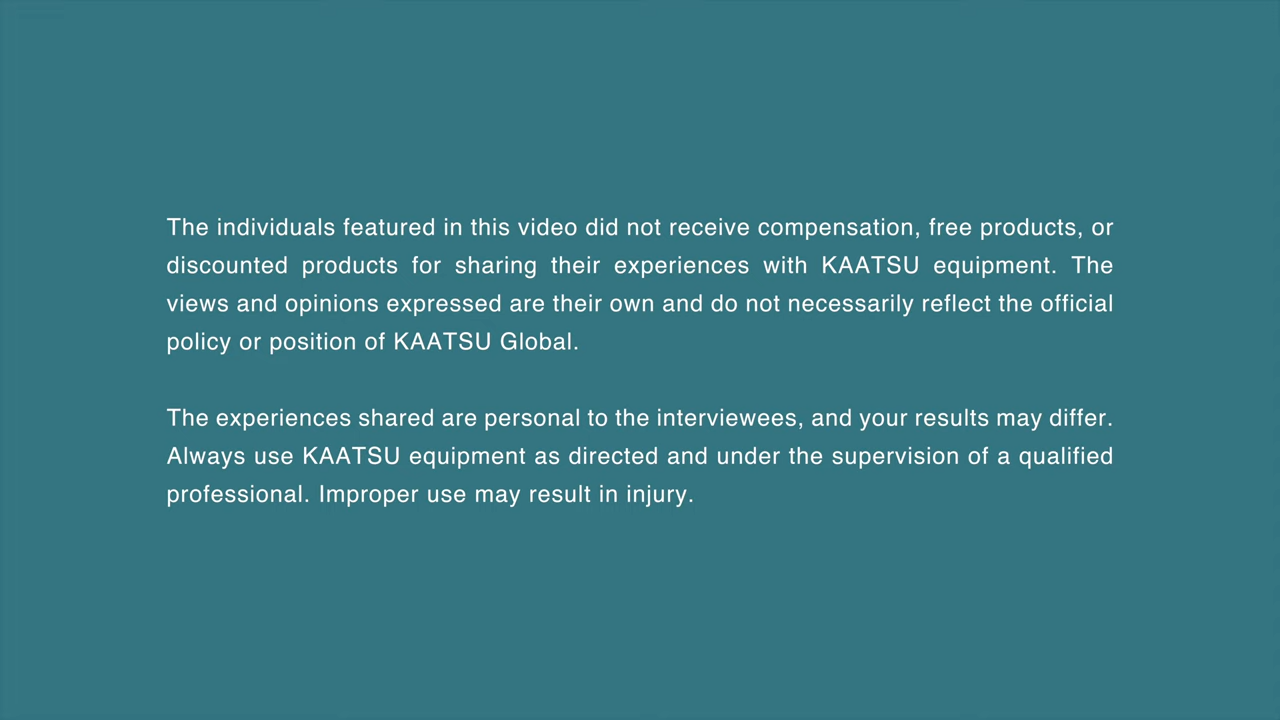 The individuals featured in this video did not receive compensation, free products, or
discounted products for sharing their experiences with KAATSU equipment. The
views and opinions expressed are their own and do not necessarily reflect the official
policy or position of KAATSU Global.
The experiences shared are personal to the interviewees, and your results may differ.
Always use KAATSU equipment as directed and under the supervision of a qualified
professional. Improper use may result in injury.